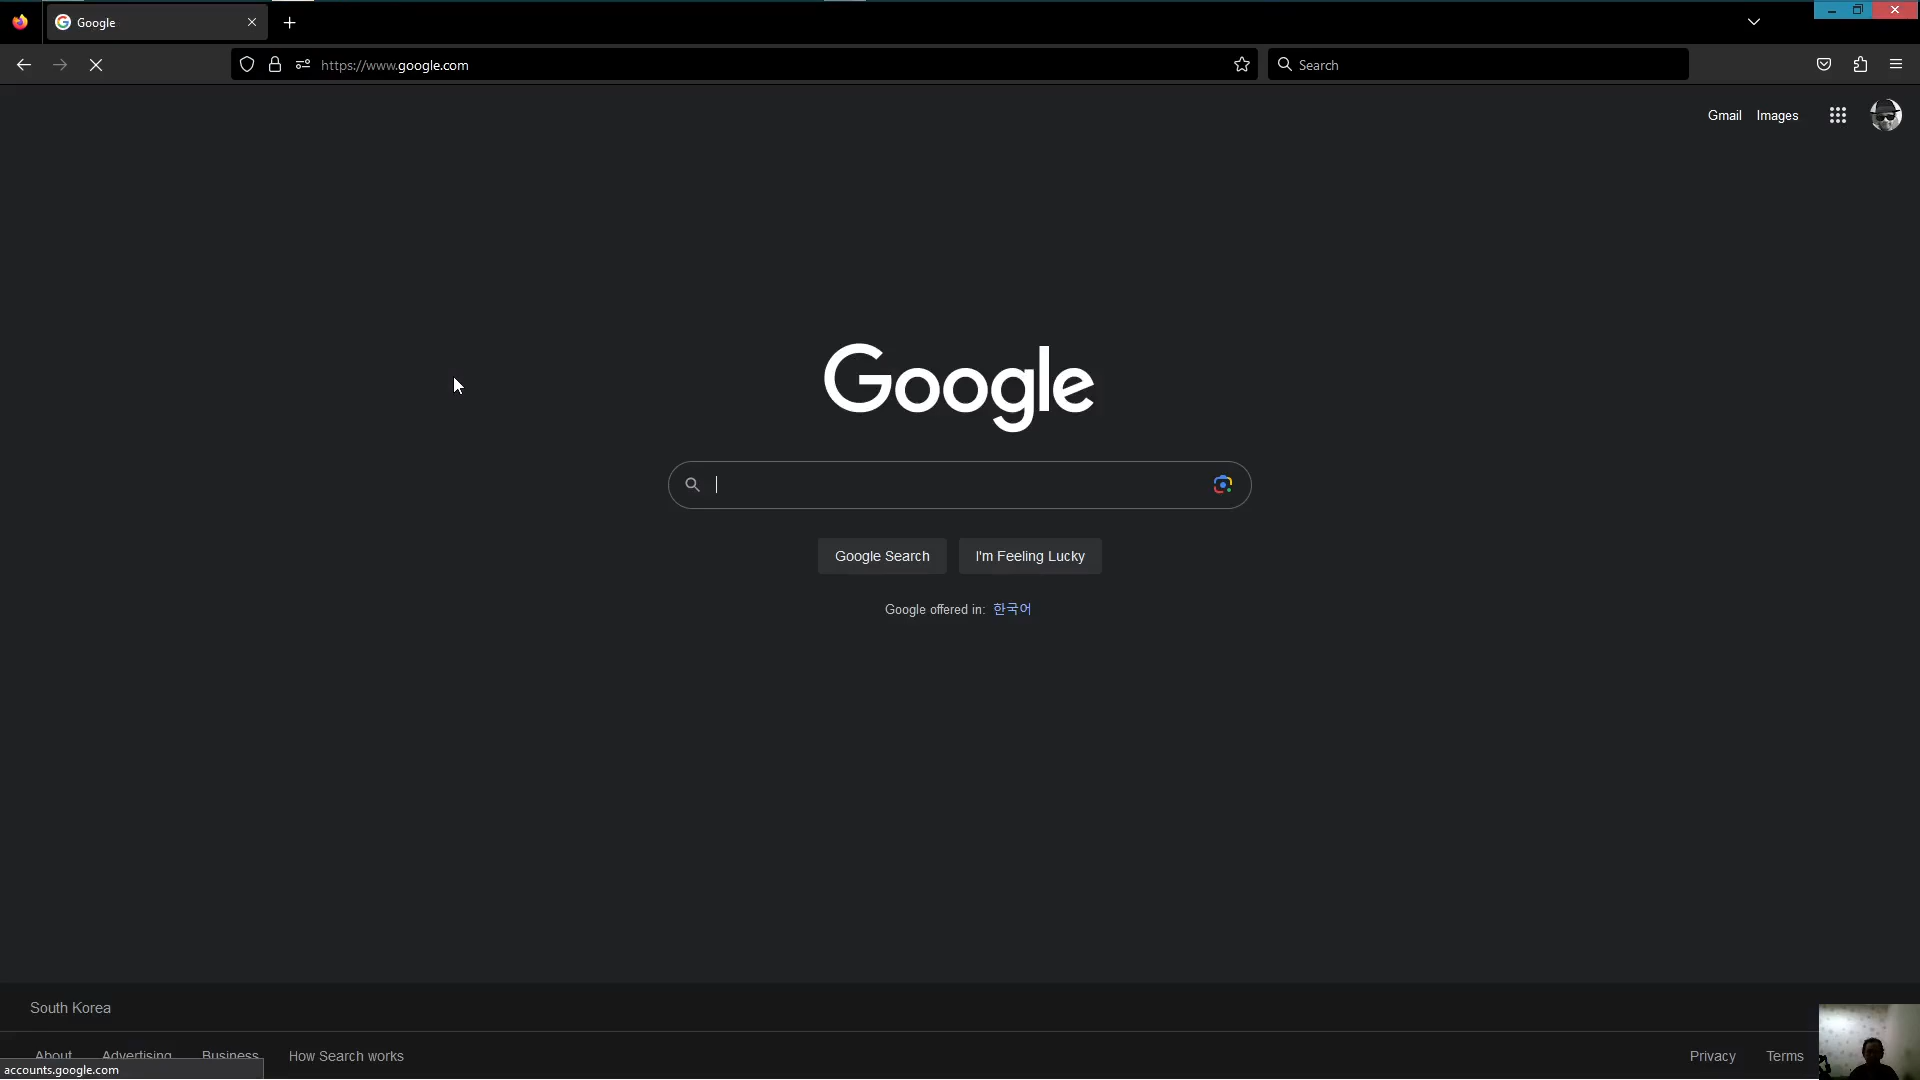 Google
https://www.google.com
Search
Gmail Images
Google
Google Search I'm Feeling Lucky
Google offered in: 한국어
South Korea
About Advertising Business How Search works
Privacy Terms
accounts.google.com